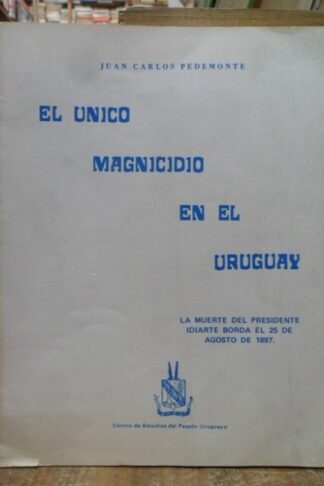 JUAN CARLOS PEDEMONTE
EL UNICO
MAGNICIDIO
EN EL
URUGUAY
LA MUERTE DEL PRESIDENTE
IDIARTE BORDA EL 25 DE
AGOSTO DE 1897.
Centro de Estudios del Pasado Uruguayo